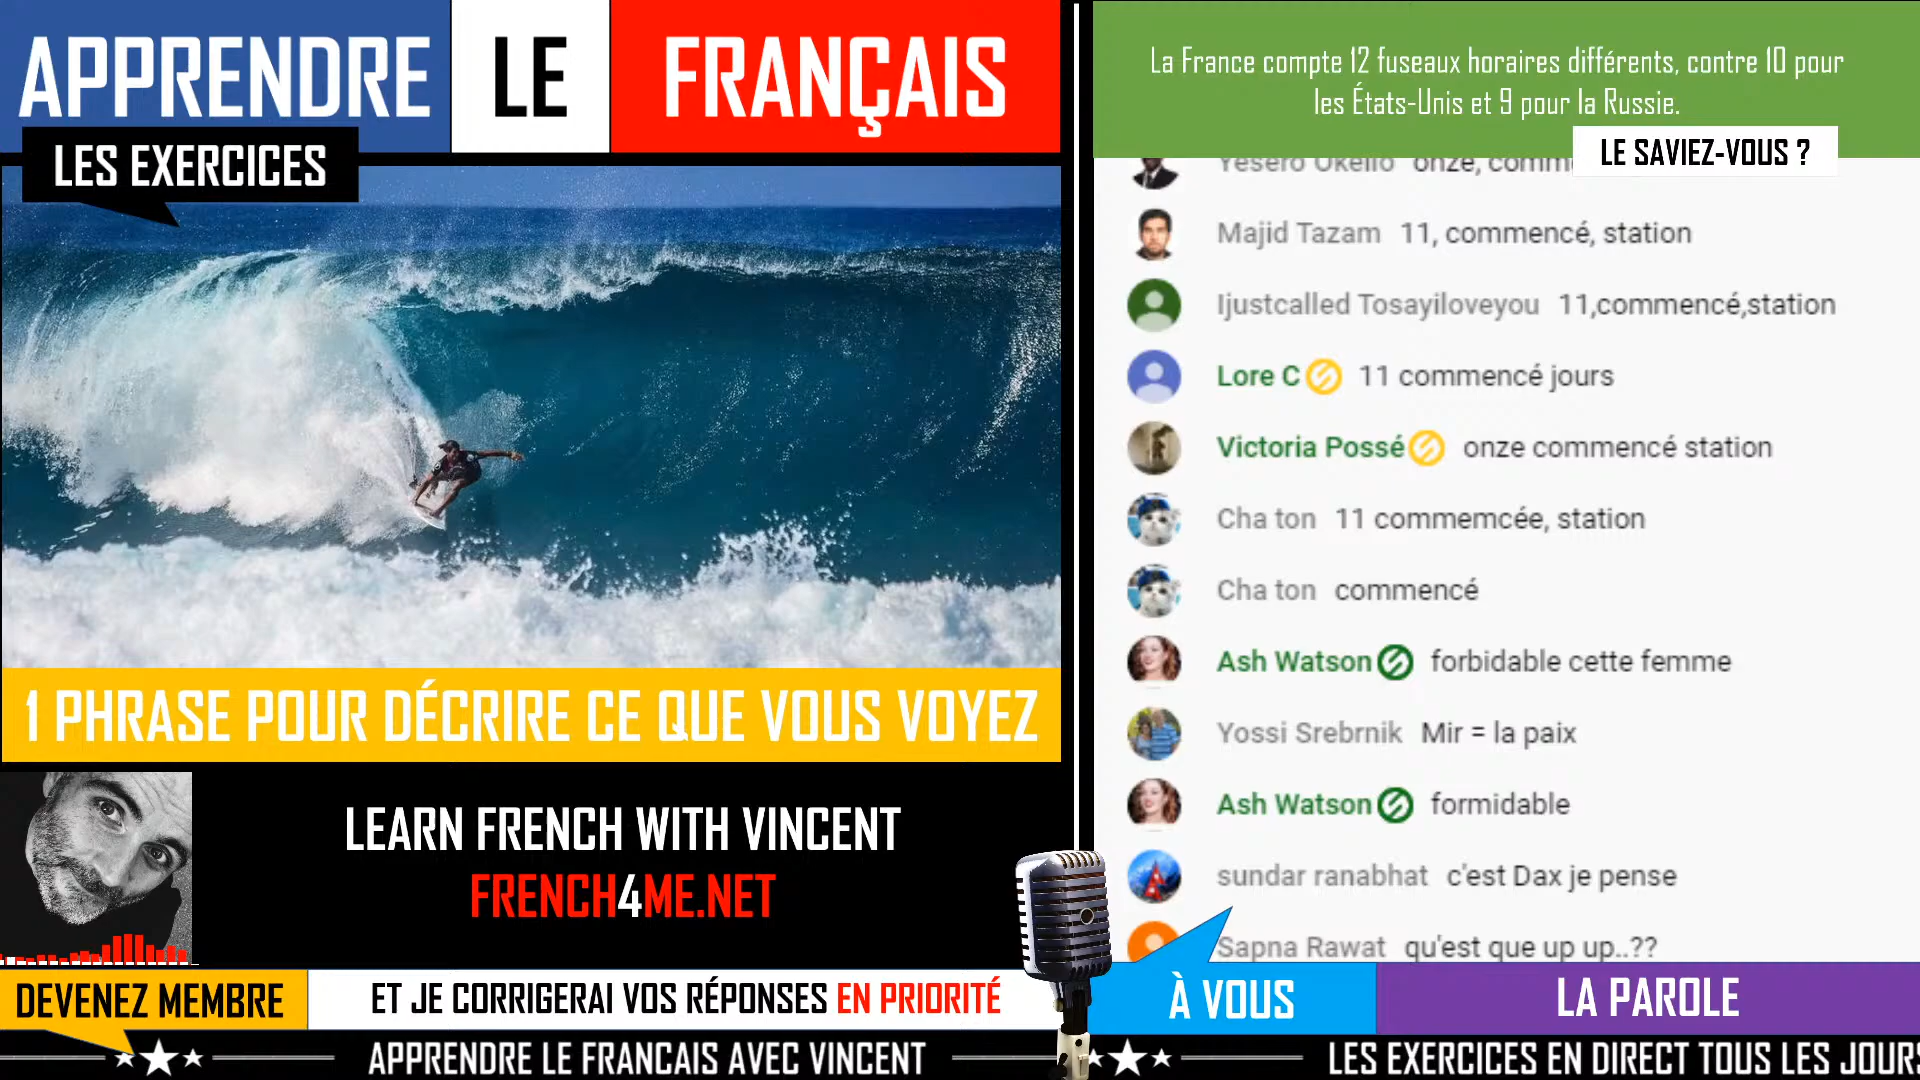 APPRENDRE LE FRANÇAIS
LES EXERCICES
1 PHRASE POUR DÉCRIRE CE QUE VOUS VOYEZ
LEARN FRENCH WITH VINCENT
FRENCH4ME.NET
DEVENEZ MEMBRE
ET JE CORRIGERAI VOS RÉPONSES EN PRIORITÉ
La France compte 12 fuseaux horaires différents, contre 10 pour
les États-Unis et 9 pour la Russie.
LE SAVIEZ-VOUS ?
Yesero Okello onze,
Majid Tazam 11, commencé, station
Ijustcalled Tosayiloveyou 11,commencé,station
Lore C 11 commencé jours
Victoria Possé onze commencé station
Cha ton 11 commemcée, station
Cha ton commencé
Ash Watson forbidable cette femme
Yossi Srebrnik Mir = la paix
Ash Watson formidable
sundar ranabhat c'est Dax je pense
Sapna Rawat qu'est que up up..??
À VOUS LA PAROLE
APPRENDRE LE FRANCAIS AVEC VINCENT
LES EXERCICES EN DIRECT TOUS LES JOURS